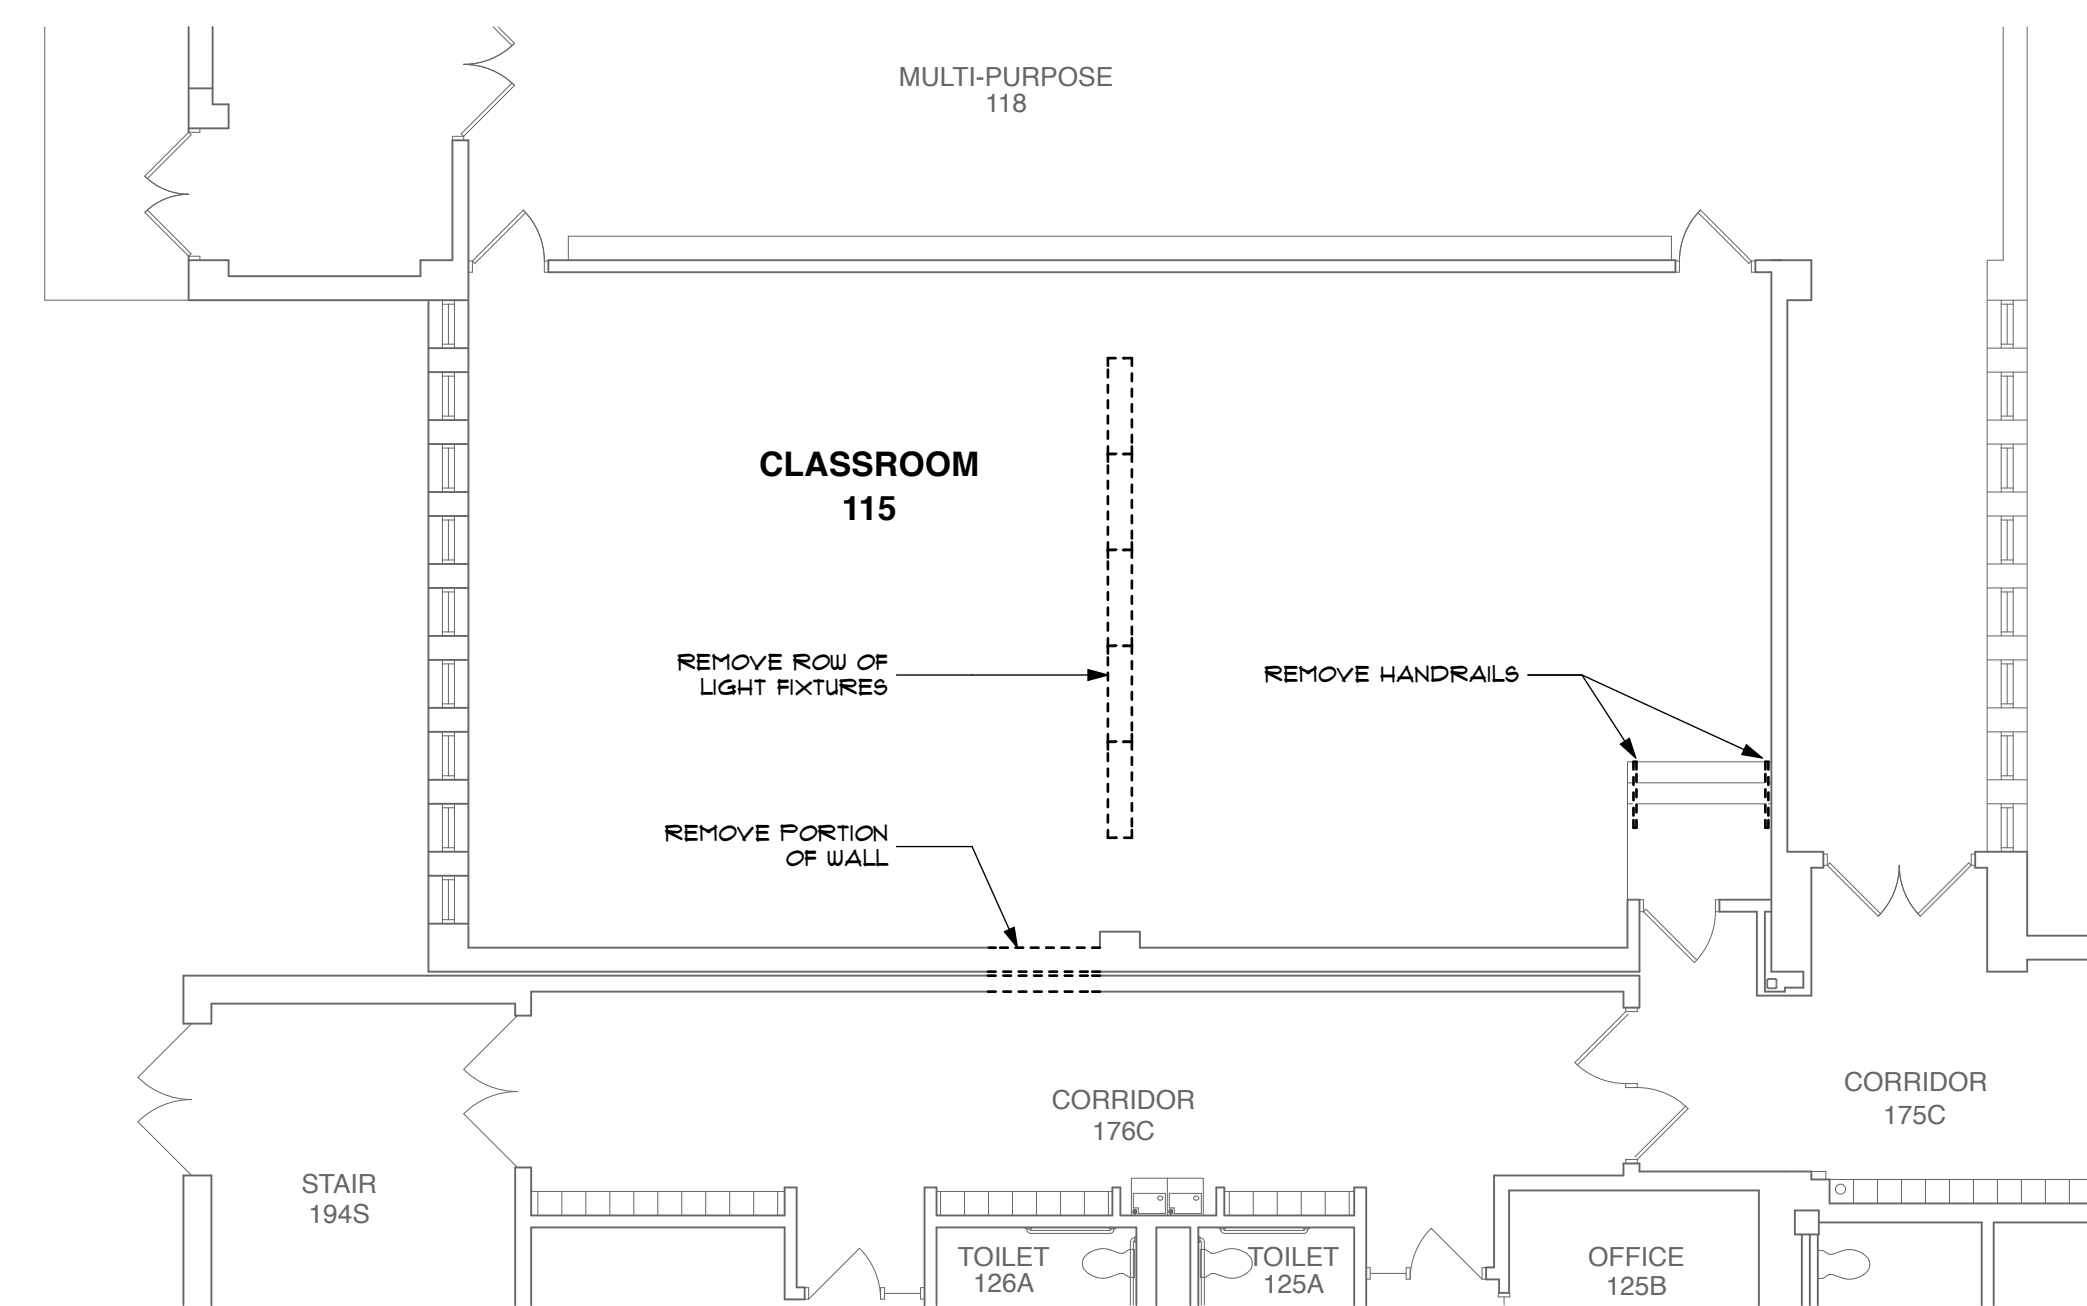 MULTI-PURPOSE
118
CLASSROOM
115
REMOVE ROW OF
LIGHT FIXTURES
REMOVE HANDRAILS
REMOVE PORTION
OF WALL
CORRIDOR
176C
CORRIDOR
175C
STAIR
194S
TOILET
126A
TOILET
125A
OFFICE
125B